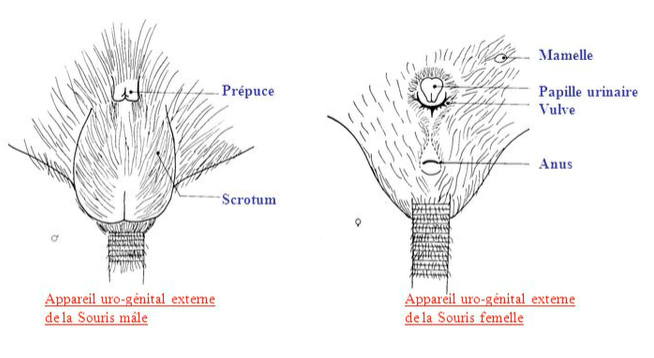 Prépuce
Scrotum
♂
Appareil uro-génital externe
de la Souris mâle
Mamelle
Papille urinaire
Vulve
Anus
♀
Appareil uro-génital externe
de la Souris femelle